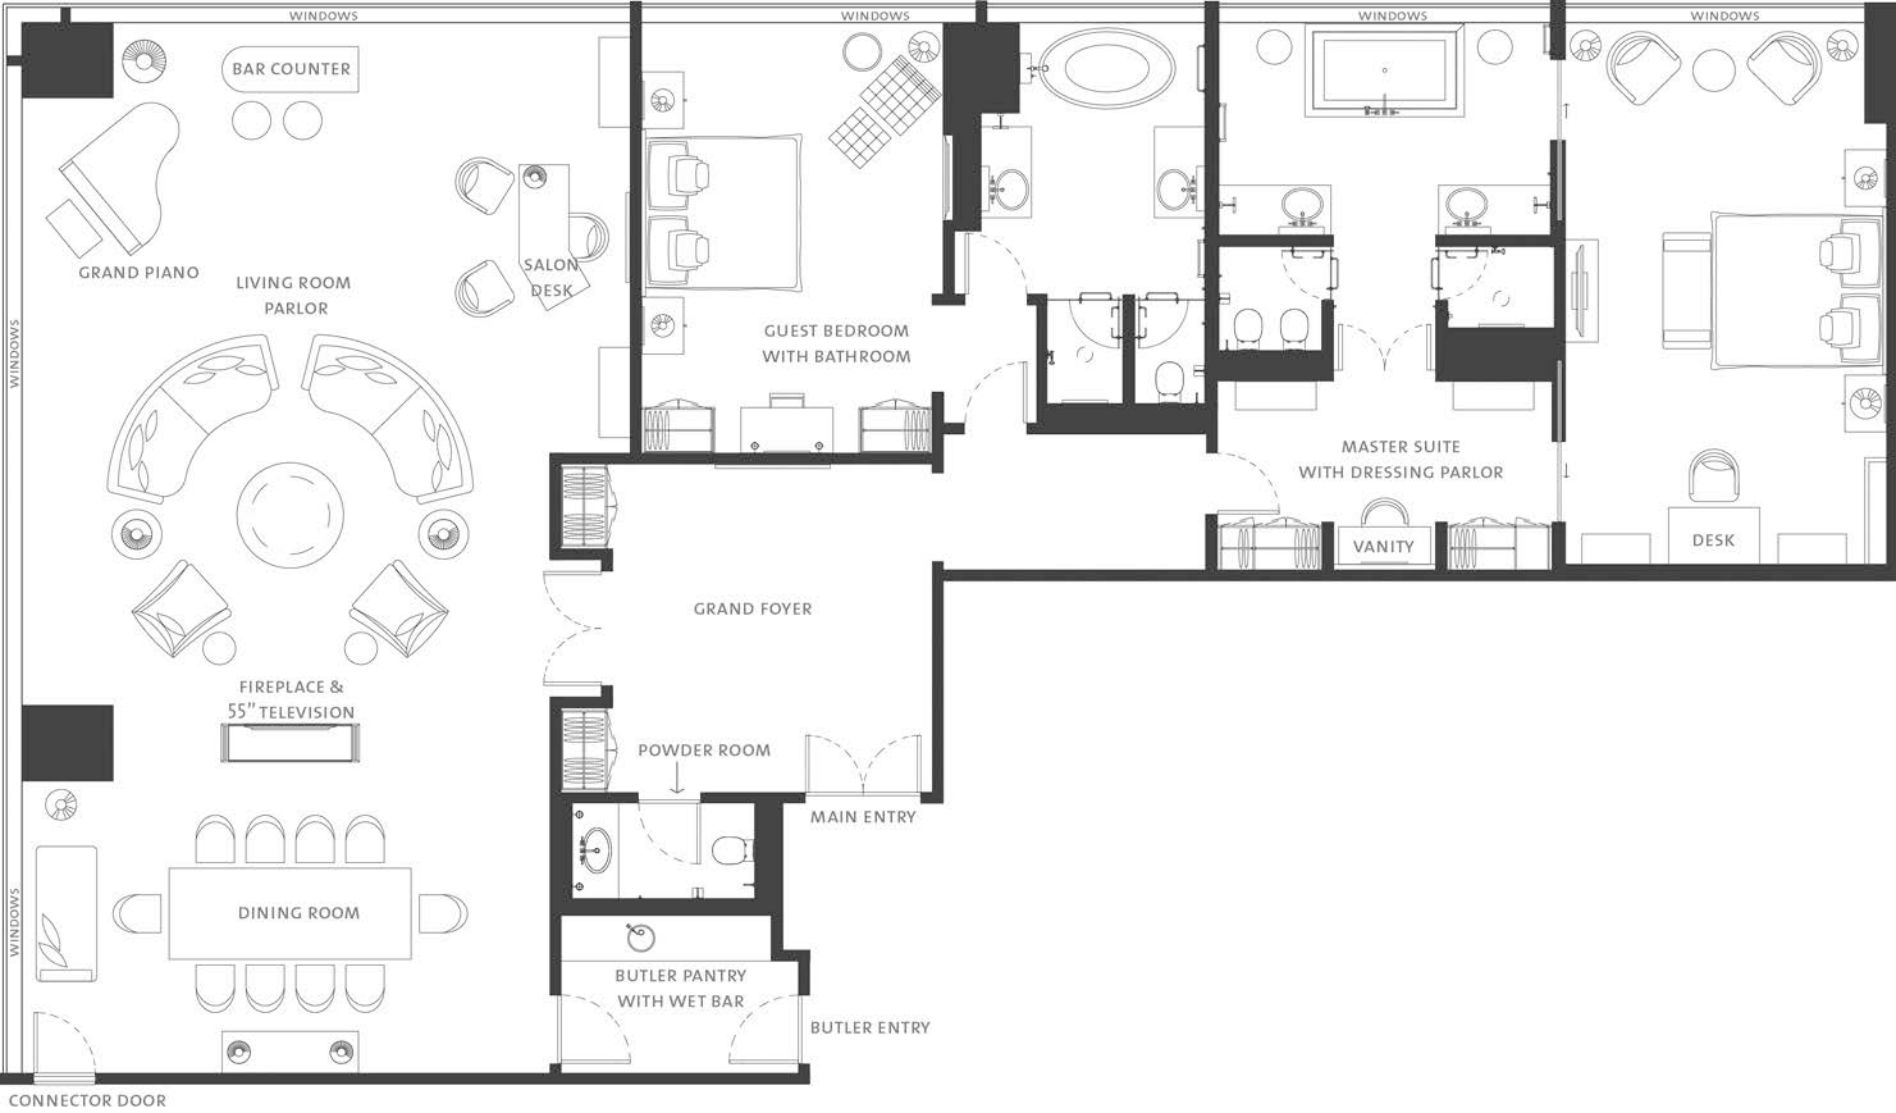 WINDOWS
WINDOWS
WINDOWS
WINDOWS
BAR COUNTER
GRAND PIANO
LIVING ROOM
PARLOR
SALON
DESK
WINDOWS
GUEST BEDROOM
WITH BATHROOM
MASTER SUITE
WITH DRESSING PARLOR
VANITY
DESK
GRAND FOYER
FIREPLACE &
55” TELEVISION
POWDER ROOM
MAIN ENTRY
WINDOWS
DINING ROOM
BUTLER PANTRY
WITH WET BAR
BUTLER ENTRY
CONNECTOR DOOR